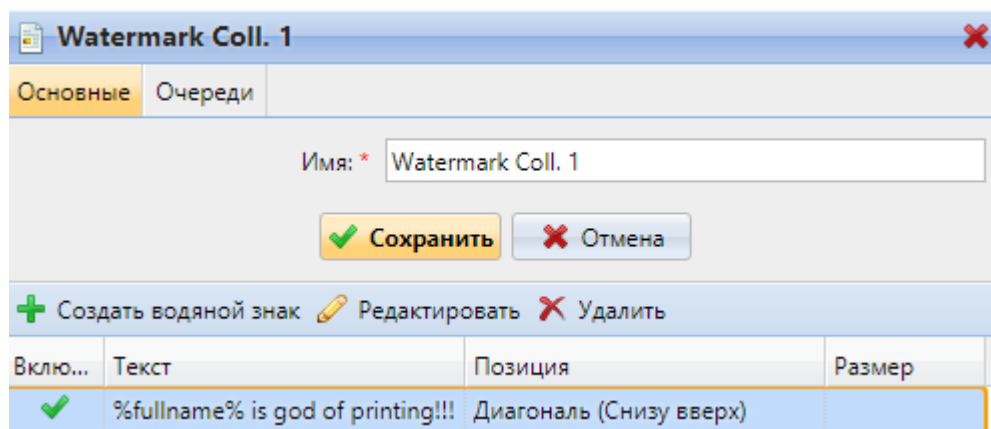 Watermark Coll. 1
Основные Очереди
Имя: * Watermark Coll. 1
Сохранить Отмена
Создать водяной знак Редактировать Удалить
Вклю... Текст Позиция Размер
%fullname% is god of printing!!! Диагональ (Снизу вверх)